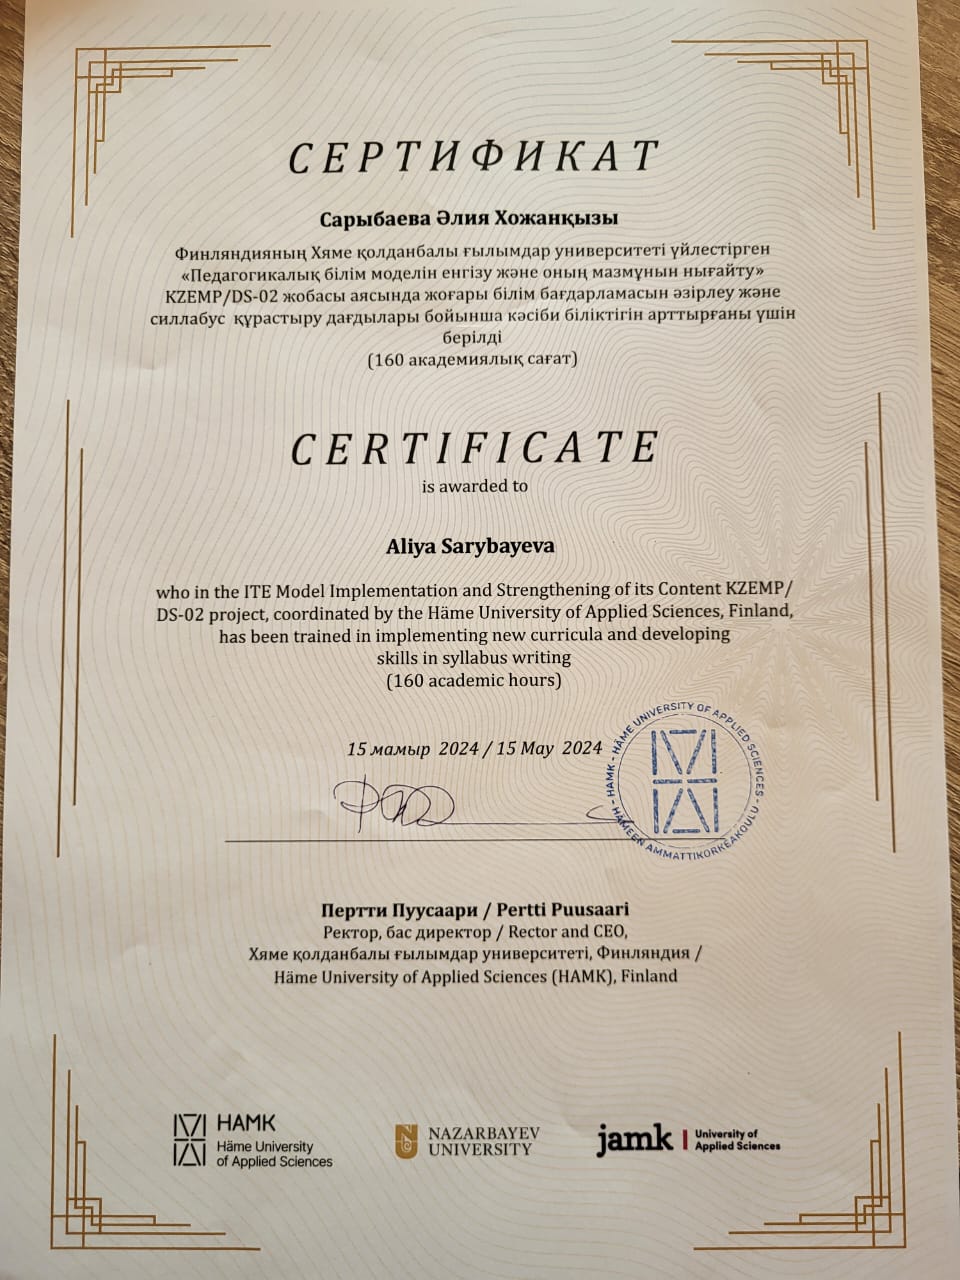 СЕРТИФИКАТ
Сарыбаева Әлия Хожанқызы
Финляндияның Хяме қолданбалы ғылымдар университеті үйлестірген
«Педагогикалық білім моделін енгізу және оның мазмұнын нығайту»
KZEMP/DS-02 жобасы аясында жоғары білім бағдарламасын әзірлеу және
силлабус құрастыру дағдылары бойынша кәсіби біліктігін арттырғаны үшін
берілді
(160 академиялық сағат)
CERTIFICATE
is awarded to
Aliya Sarybayeva
who in the ITE Model Implementation and Strengthening of its Content KZEMP/
DS-02 project, coordinated by the Häme University of Applied Sciences, Finland,
has been trained in implementing new curricula and developing
skills in syllabus writing
(160 academic hours)
15 мамыр 2024 / 15 May 2024
HAMK - HÄME UNIVERSITY OF APPLIED SCIENCES -
HÄMEEN AMMATTIKORKEAKOULU -
Пертти Пуусаари / Pertti Puusaari
Ректор, бас директор / Rector and CEO,
Хяме қолданбалы ғылымдар университеті, Финляндия /
Häme University of Applied Sciences (HAMK), Finland
HAMK
Häme University
of Applied Sciences
NAZARBAYEV
UNIVERSITY
jamk | University of
Applied Sciences